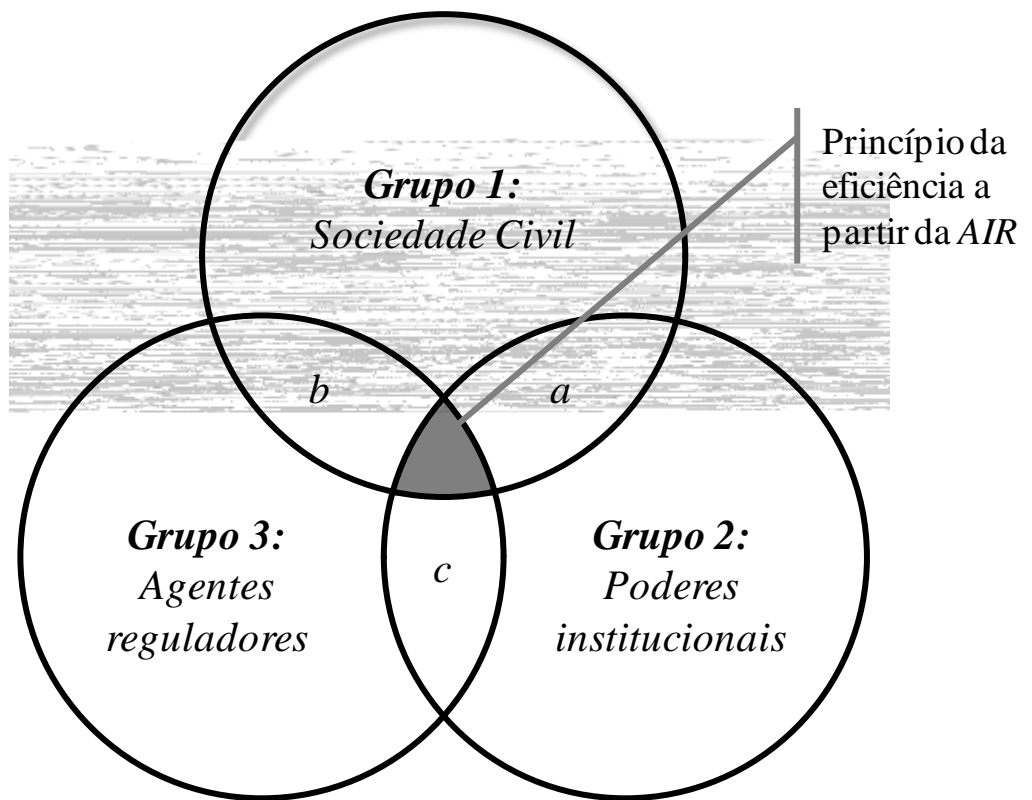 Princípio da
eficiência a
partir da AIR
Grupo 1:
Sociedade Civil
b
a
Grupo 3:
Agentes
reguladores
c
Grupo 2:
Poderes
institucionais